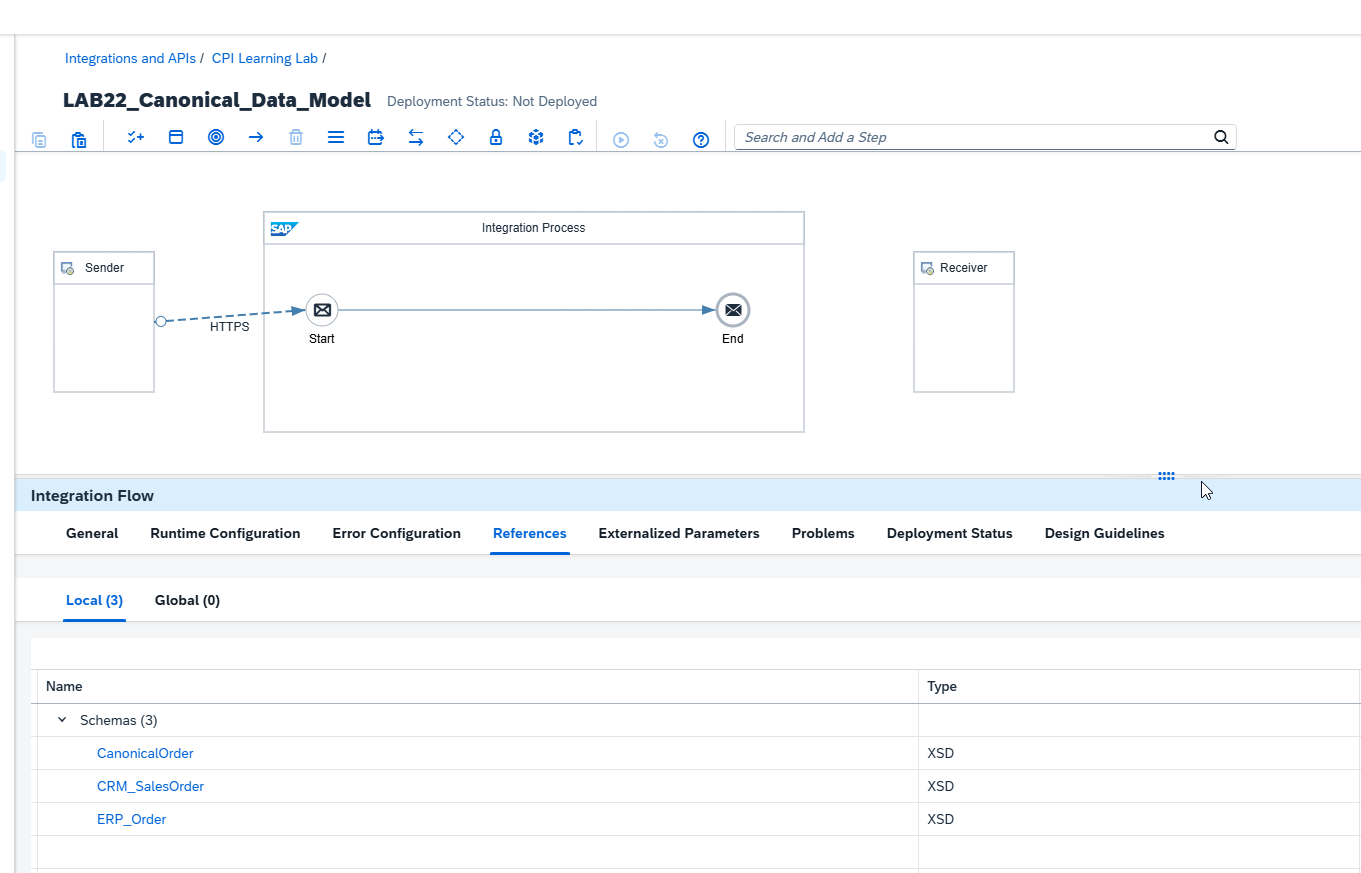 Integrations and APIs / CPI Learning Lab /
LAB22_Canonical_Data_Model Deployment Status: Not Deployed
Search and Add a Step
SAP Integration Process
Sender
Receiver
HTTPS
Start
End
Integration Flow
General Runtime Configuration Error Configuration References Externalized Parameters Problems Deployment Status Design Guidelines
Local (3) Global (0)
Name Type
Schemas (3)
CanonicalOrder XSD
CRM_SalesOrder XSD
ERP_Order XSD